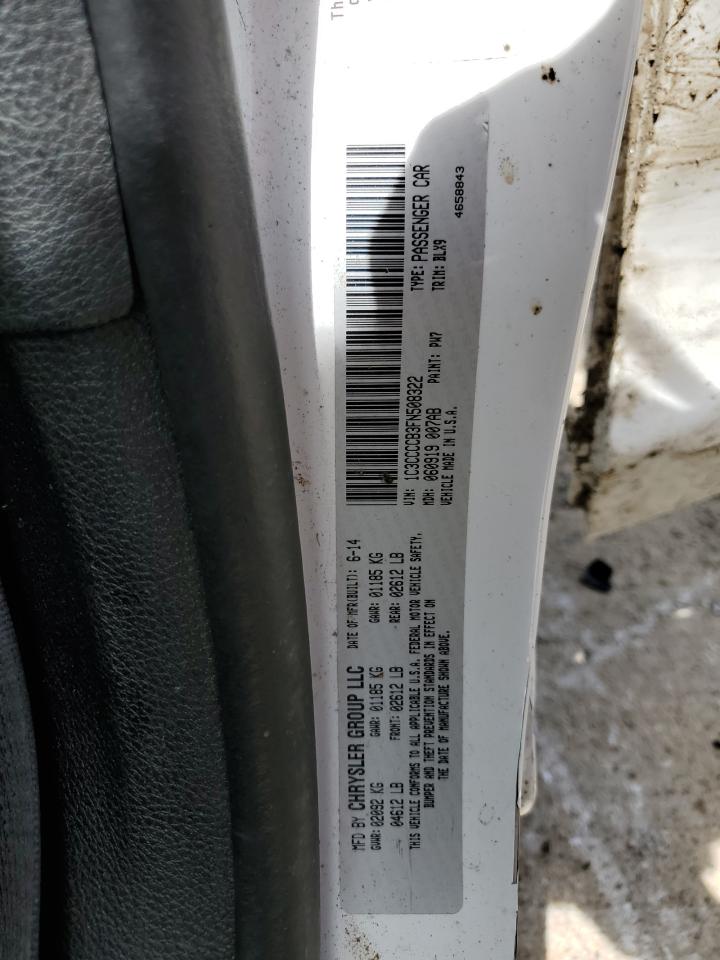 Th
MFD BY CHRYSLER GROUP LLC DATE OF MFR(BUILT): 6-14
GVWR: 02092 KG GAWR: 01185 KG GAWR: 01185 KG
04612 LB FRONT: 02612 LB REAR: 02612 LB
THIS VEHICLE CONFORMS TO ALL APPLICABLE U.S.A. FEDERAL MOTOR VEHICLE SAFETY,
BUMPER AND THEFT PREVENTION STANDARDS IN EFFECT ON
THE DATE OF MANUFACTURE SHOWN ABOVE.
VIN: 1C3CCCCB3FN508322 TYPE: PASSENGER CAR
MDH: 060919 007AB PAINT: PW7 TRIM: BLX9
VEHICLE MADE IN U.S.A. 4658843